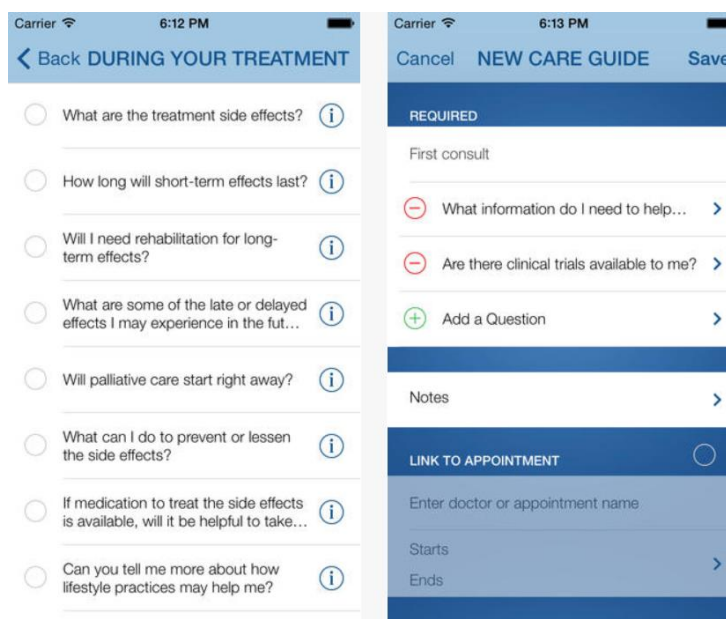 Carrier 6:12 PM
Back DURING YOUR TREATMENT
What are the treatment side effects?
How long will short-term effects last?
Will I need rehabilitation for long-
term effects?
What are some of the late or delayed
effects I may experience in the fut...
Will palliative care start right away?
What can I do to prevent or lessen
the side effects?
If medication to treat the side effects
is available, will it be helpful to take...
Can you tell me more about how
lifestyle practices may help me?
Carrier 6:13 PM
Cancel NEW CARE GUIDE Save
REQUIRED
First consult
What information do I need to help...
Are there clinical trials available to me?
Add a Question
Notes
LINK TO APPOINTMENT
Enter doctor or appointment name
Starts
Ends